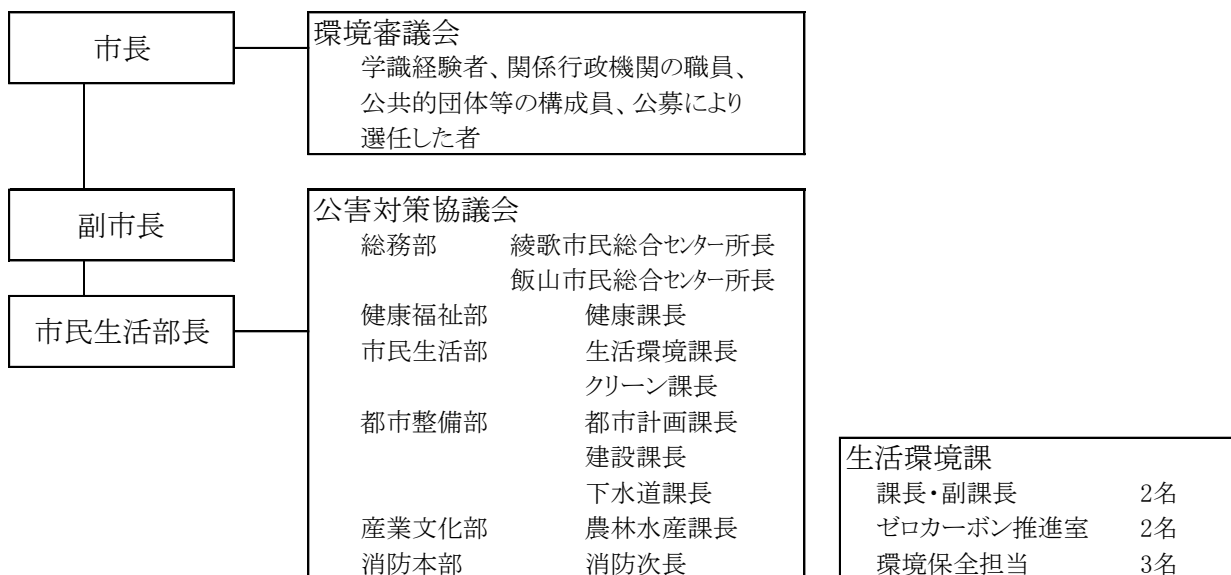 市長
環境審議会
学識経験者、関係行政機関の職員、
公共的団体等の構成員、公募により
選任した者
副市長
公害対策協議会
総務部 綾歌市民総合センター所長
飯山市民総合センター所長
市民生活部長
健康福祉部 健康課長
市民生活部 生活環境課長
クリーン課長
都市整備部 都市計画課長
建設課長
下水道課長
産業文化部 農林水産課長
消防本部 消防次長
生活環境課
課長・副課長 2名
ゼロカーボン推進室 2名
環境保全担当 3名